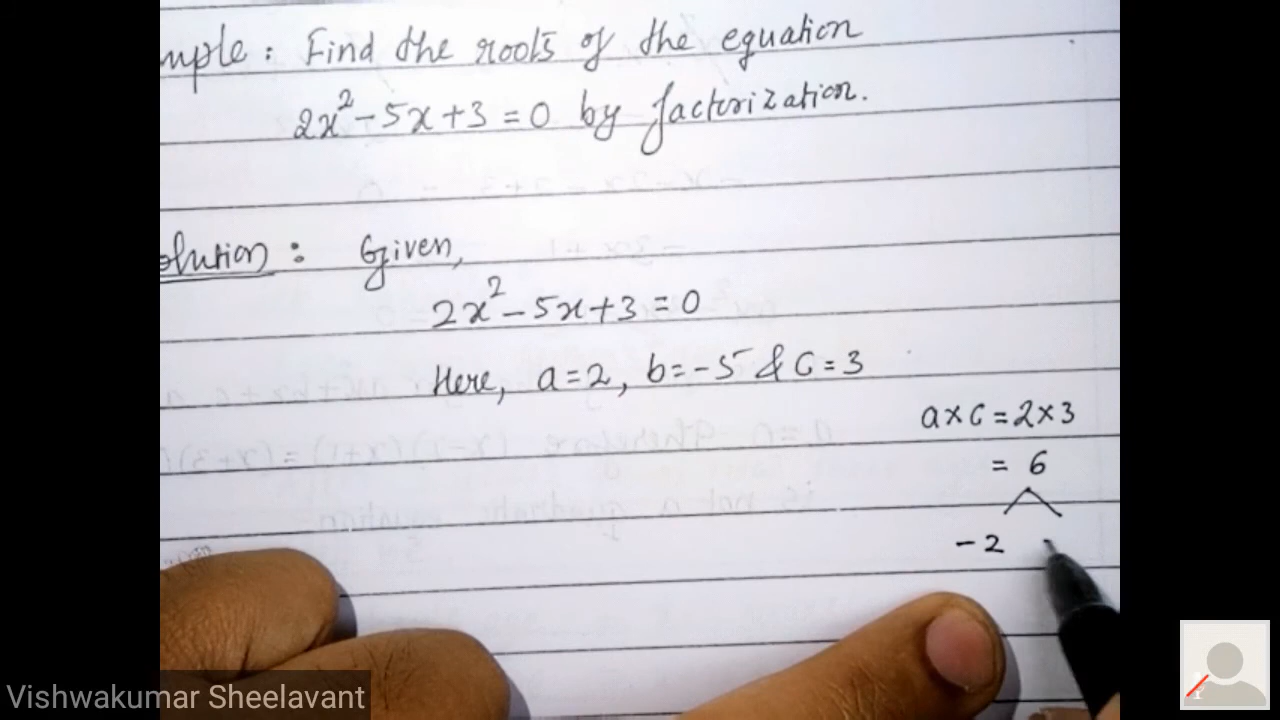 mple : Find the roots of the equation
2x² - 5x + 3 = 0 by factorization.
olution : Given,
2x² - 5x + 3 = 0
Here, a = 2, b = -5 & c = 3
a × c = 2 × 3
= 6
- 2
Vishwakumar Sheelavant